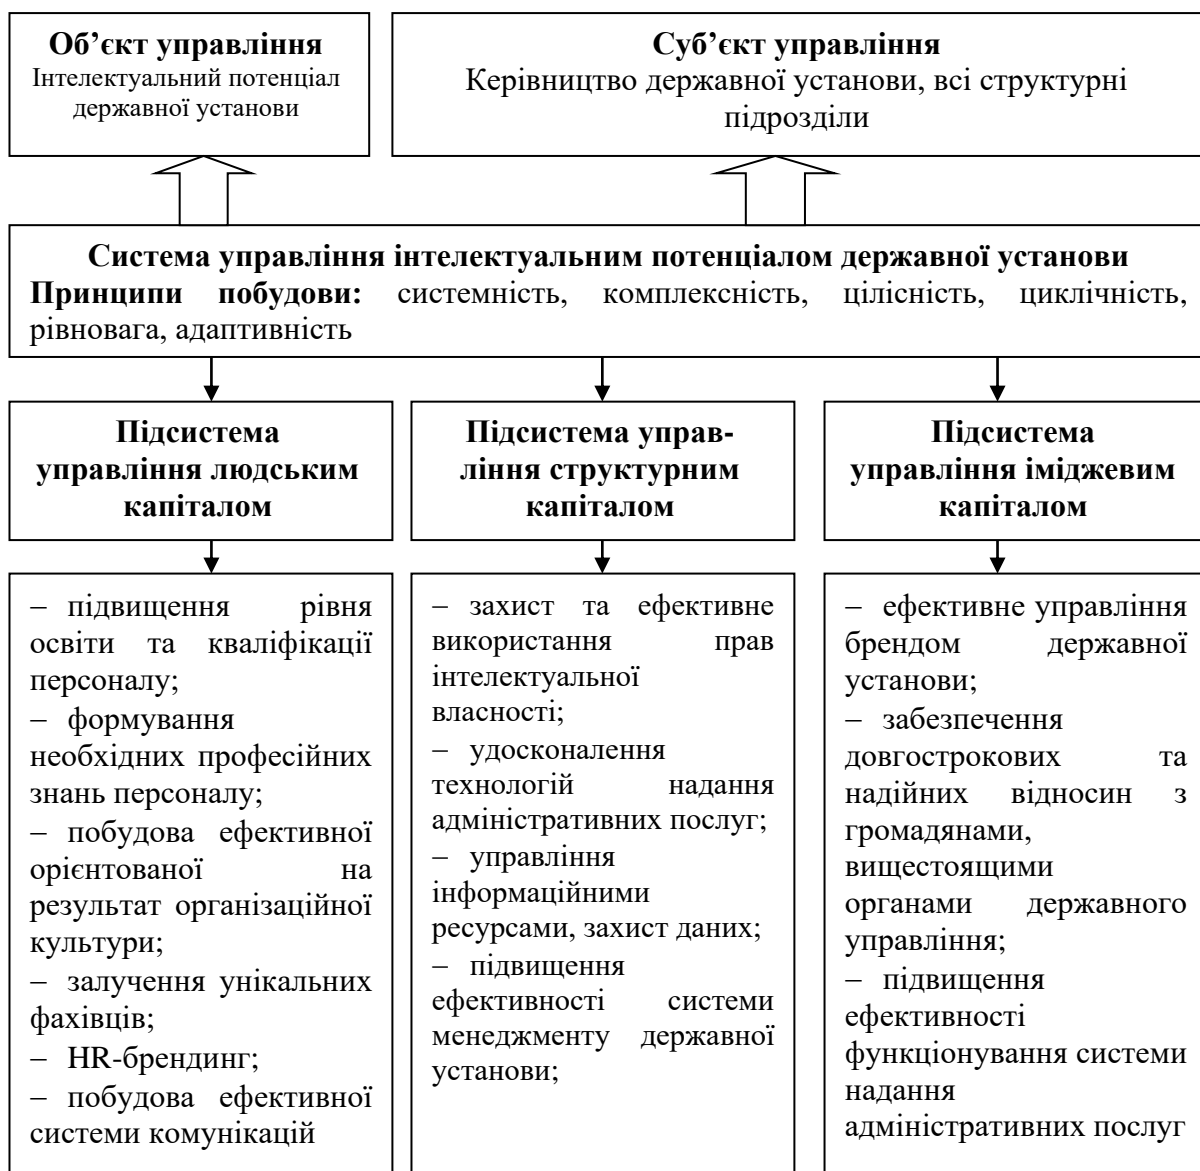 Об’єкт управління
Інтелектуальний потенціал
державної установи
Суб’єкт управління
Керівництво державної установи, всі структурні
підрозділи
Система управління інтелектуальним потенціалом державної установи
Принципи побудови: системність, комплексність, цілісність, циклічність,
рівновага, адаптивність
Підсистема
управління людським
капіталом
Підсистема управ-
ління структурним
капіталом
Підсистема
управління іміджевим
капіталом
– підвищення рівня
освіти та кваліфікації
персоналу;
– формування
необхідних професійних
знань персоналу;
– побудова ефективної
орієнтованої на
результат організаційної
культури;
– залучення унікальних
фахівців;
– HR-брендинг;
– побудова ефективної
системи комунікацій
– захист та ефективне
використання прав
інтелектуальної
власності;
– удосконалення
технологій надання
адміністративних послуг;
– управління
інформаційними
ресурсами, захист даних;
– підвищення
ефективності системи
менеджменту державної
установи;
– ефективне управління
брендом державної
установи;
– забезпечення
довгострокових та
надійних відносин з
громадянами,
вищестоящими
органами державного
управління;
– підвищення
ефективності
функціонування системи
надання
адміністративних послуг